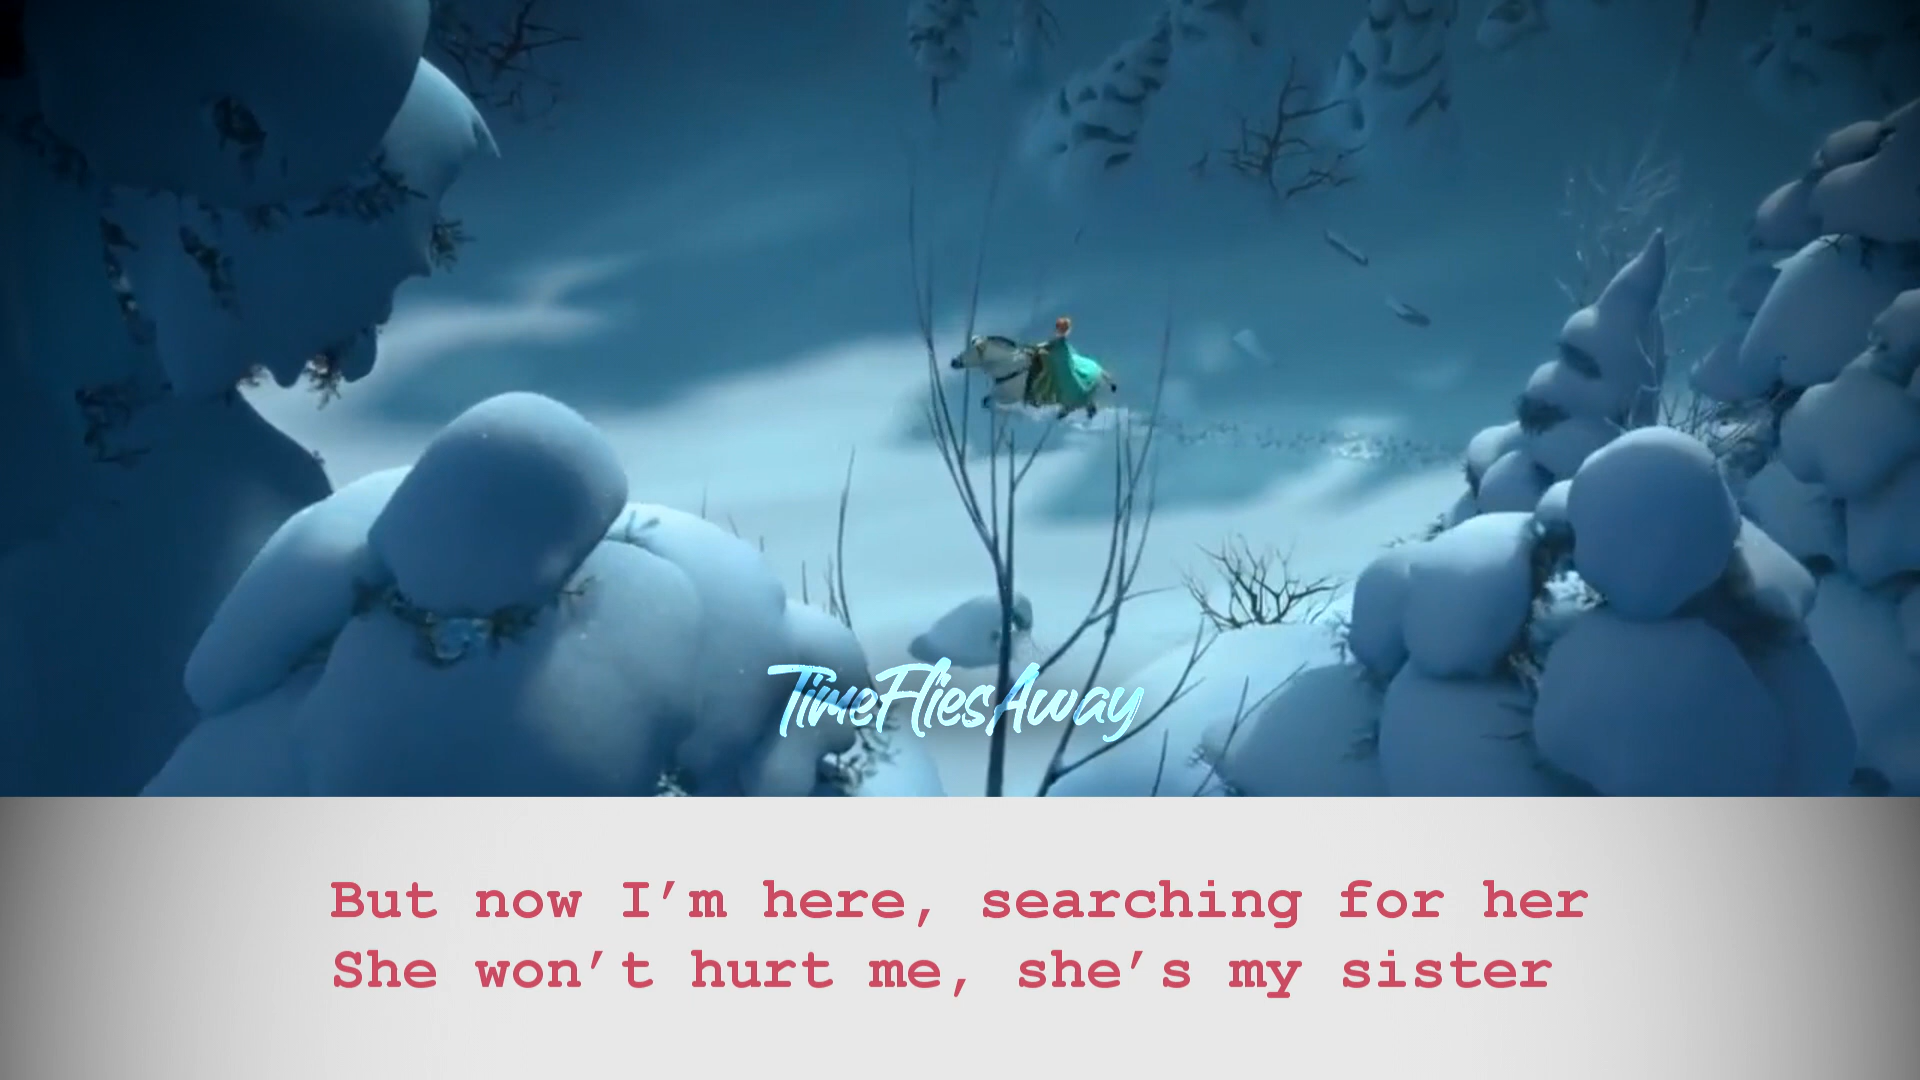 TimeFliesAway
But now I’m here, searching for her
She won’t hurt me, she’s my sister